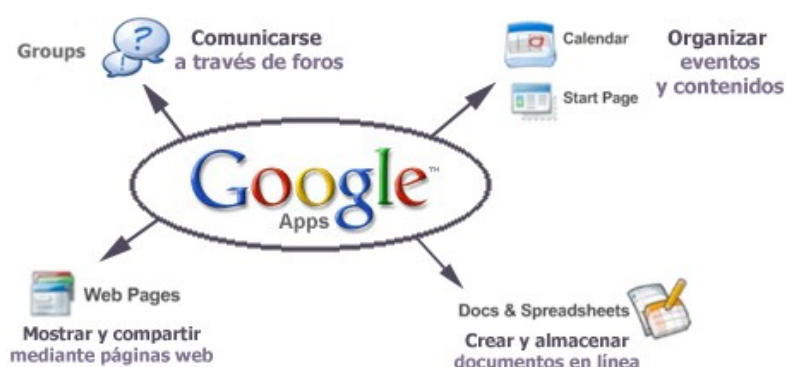 Groups
Comunicarse
a través de foros
Calendar
Start Page
Organizar
eventos
y contenidos
Google™
Apps
Web Pages
Mostrar y compartir
mediante páginas web
Docs & Spreadsheets
Crear y almacenar
documentos en línea